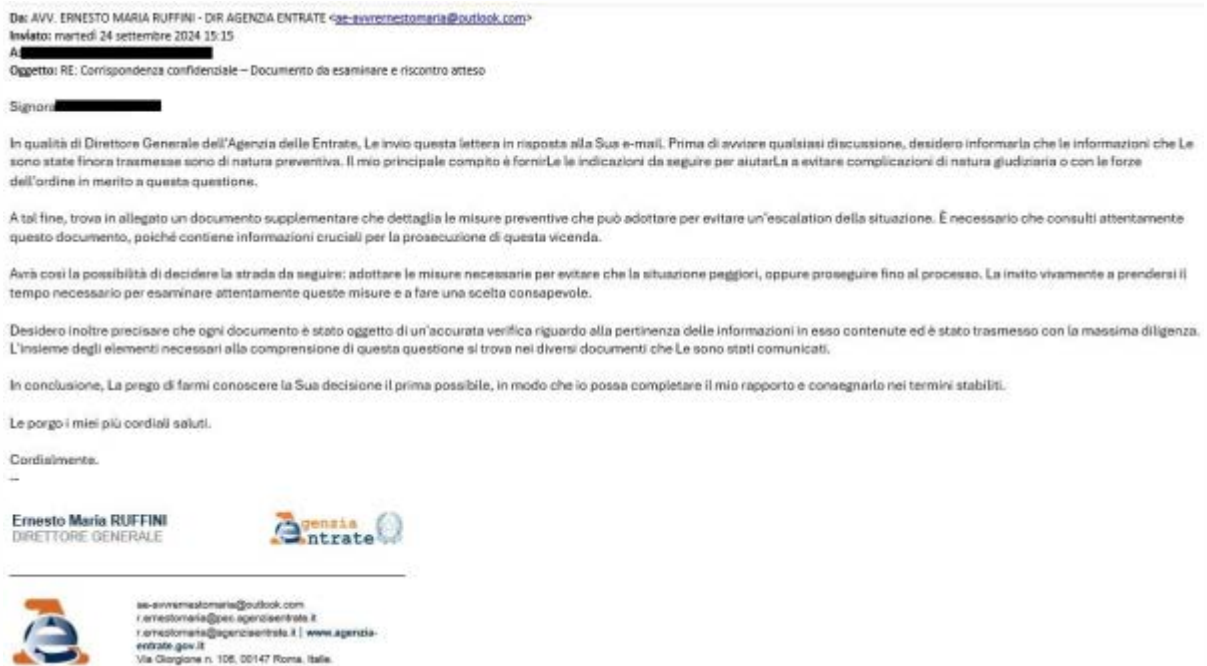 Da: AVV. ERNESTO MARIA RUFFINI - DIR AGENZIA ENTRATE <ae-avvrernestomaria@outlook.com>
Inviato: martedì 24 settembre 2024 15:15
A:
Oggetto: RE: Corrispondenza confidenziale – Documento da esaminare e riscontro atteso
Signora
In qualità di Direttore Generale dell'Agenzia delle Entrate, Le invio questa lettera in risposta alla Sua e-mail. Prima di avviare qualsiasi discussione, desidero informarla che le informazioni che Le
sono state finora trasmesse sono di natura preventiva. Il mio principale compito è fornirLe le indicazioni da seguire per aiutarLa a evitare complicazioni di natura giudiziaria o con le forze
dell'ordine in merito a questa questione.
A tal fine, trova in allegato un documento supplementare che dettaglia le misure preventive che può adottare per evitare un'escalation della situazione. È necessario che consulti attentamente
questo documento, poiché contiene informazioni cruciali per la prosecuzione di questa vicenda.
Avrà così la possibilità di decidere la strada da seguire: adottare le misure necessarie per evitare che la situazione peggiori, oppure proseguire fino al processo. La invito vivamente a prendersi il
tempo necessario per esaminare attentamente queste misure e a fare una scelta consapevole.
Desidero inoltre precisare che ogni documento è stato oggetto di un'accurata verifica riguardo alla pertinenza delle informazioni in esso contenute ed è stato trasmesso con la massima diligenza.
L'insieme degli elementi necessari alla comprensione di questa questione si trova nei diversi documenti che Le sono stati comunicati.
In conclusione, La prego di farmi conoscere la Sua decisione il prima possibile, in modo che io possa completare il mio rapporto e consegnarlo nei termini stabiliti.
Le porgo i miei più cordiali saluti.
Cordialmente.
--
Ernesto Maria RUFFINI
DIRETTORE GENERALE
genzia
ntrate
r.ernestomaria@pec.agenziaentrate.it
r.ernestomaria@agenziaentrate.it | www.agenzia-
entrate.gov.it
Via Giorgione n. 106, 00147 Roma, Italie.